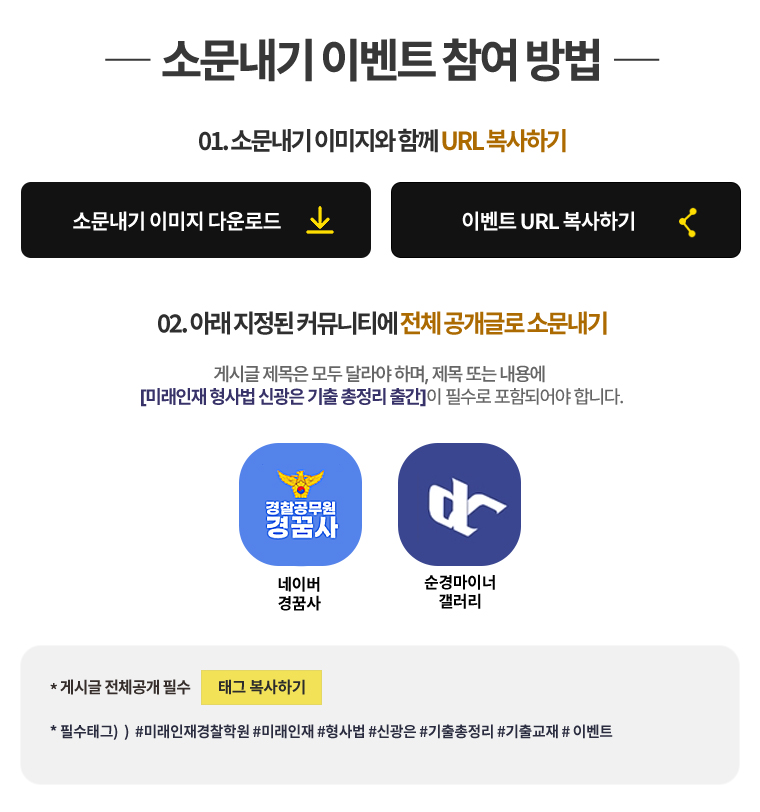 소문내기 이벤트 참여 방법
01. 소문내기 이미지와 함께 URL 복사하기
소문내기 이미지 다운로드
이벤트 URL 복사하기
02. 아래 지정된 커뮤니티에 전체 공개글로 소문내기
게시글 제목은 모두 달라야 하며, 제목 또는 내용에
[미래인재 형사법 신광은 기출 총정리 출간]이 필수로 포함되어야 합니다.
경찰공무원
경꿈사
dc
네이버
경꿈사
순경마이너
갤러리
* 게시글 전체공개 필수
태그 복사하기
* 필수태그) ) #미래인재경찰학원 #미래인재 #형사법 #신광은 #기출총정리 #기출교재 # 이벤트